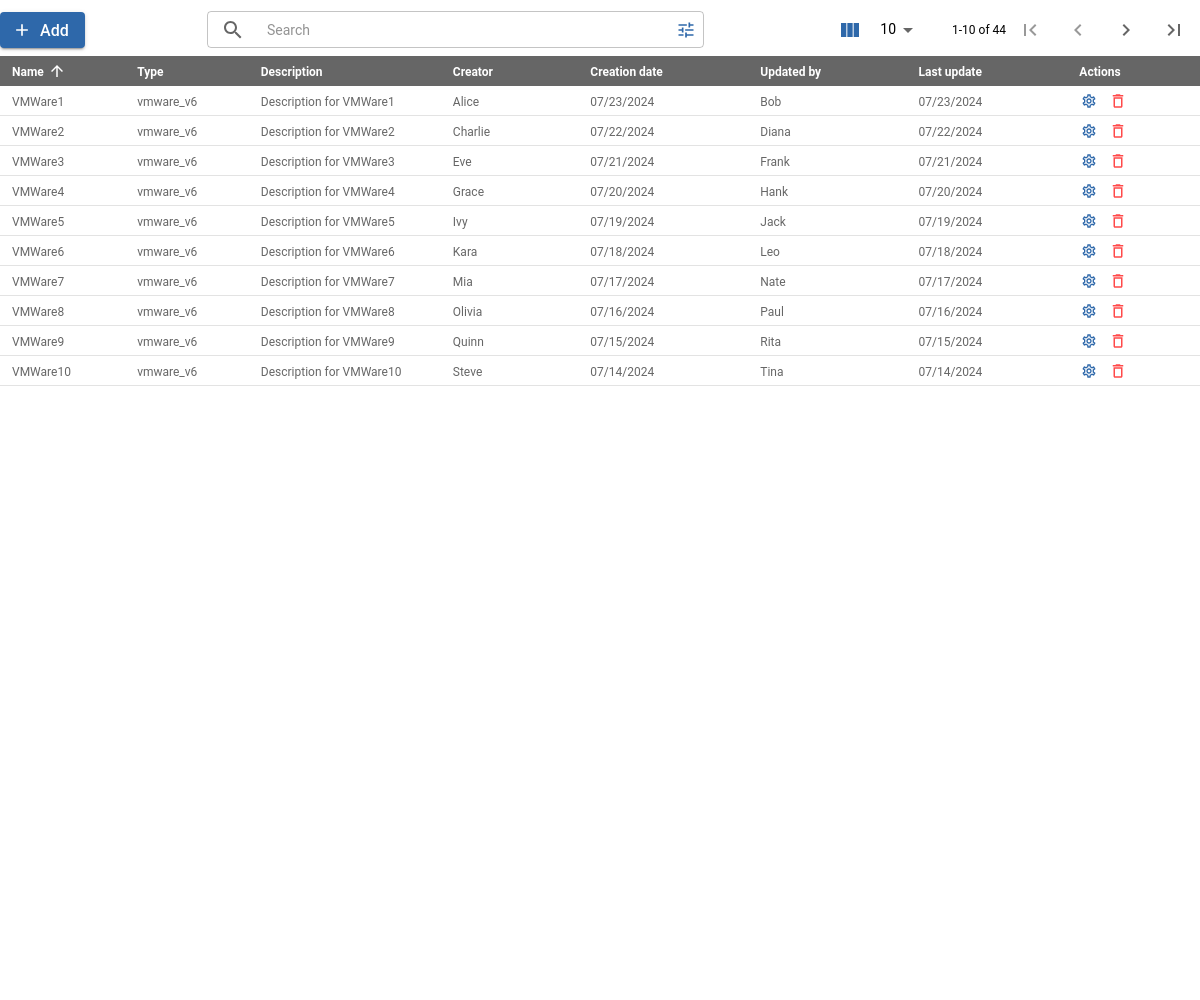 Add Search 10 1-10 of 44
Name Type Description Creator Creation date Updated by Last update Actions
VMWare1 vmware_v6 Description for VMWare1 Alice 07/23/2024 Bob 07/23/2024
VMWare2 vmware_v6 Description for VMWare2 Charlie 07/22/2024 Diana 07/22/2024
VMWare3 vmware_v6 Description for VMWare3 Eve 07/21/2024 Frank 07/21/2024
VMWare4 vmware_v6 Description for VMWare4 Grace 07/20/2024 Hank 07/20/2024
VMWare5 vmware_v6 Description for VMWare5 Ivy 07/19/2024 Jack 07/19/2024
VMWare6 vmware_v6 Description for VMWare6 Kara 07/18/2024 Leo 07/18/2024
VMWare7 vmware_v6 Description for VMWare7 Mia 07/17/2024 Nate 07/17/2024
VMWare8 vmware_v6 Description for VMWare8 Olivia 07/16/2024 Paul 07/16/2024
VMWare9 vmware_v6 Description for VMWare9 Quinn 07/15/2024 Rita 07/15/2024
VMWare10 vmware_v6 Description for VMWare10 Steve 07/14/2024 Tina 07/14/2024